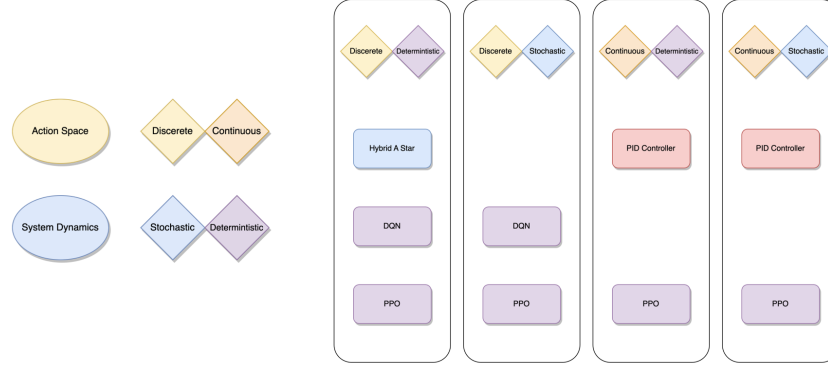 Action Space
Discerete
Continuous
System Dynamics
Stochastic
Determintistic
Discerete
Determintistic
Hybrid A Star
DQN
PPO
Discerete
Stochastic
DQN
PPO
Continuous
Determintistic
PID Controller
PPO
Continuous
Stochastic
PID Controller
PPO